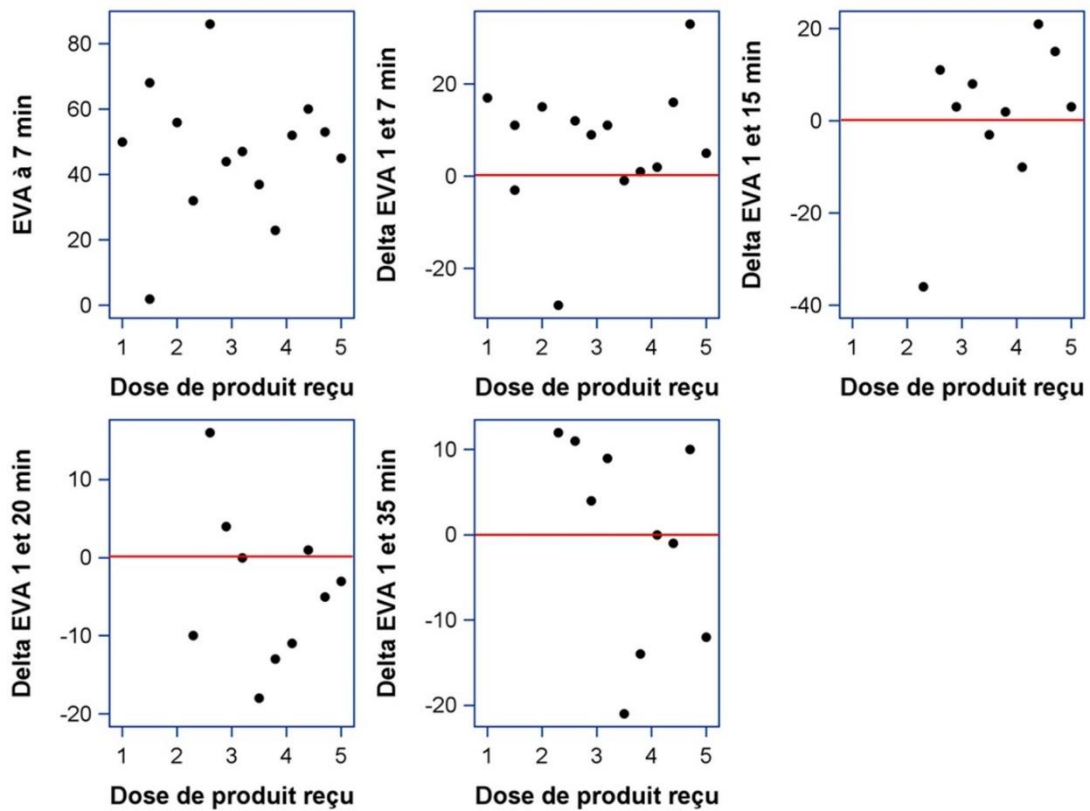 EVA à 7 min
80
60
40
20
0
1 2 3 4 5
Dose de produit reçu
Delta EVA 1 et 7 min
20
0
-20
1 2 3 4 5
Dose de produit reçu
Delta EVA 1 et 15 min
20
0
-20
-40
1 2 3 4 5
Dose de produit reçu
Delta EVA 1 et 20 min
10
0
-10
-20
1 2 3 4 5
Dose de produit reçu
Delta EVA 1 et 35 min
10
0
-10
-20
1 2 3 4 5
Dose de produit reçu